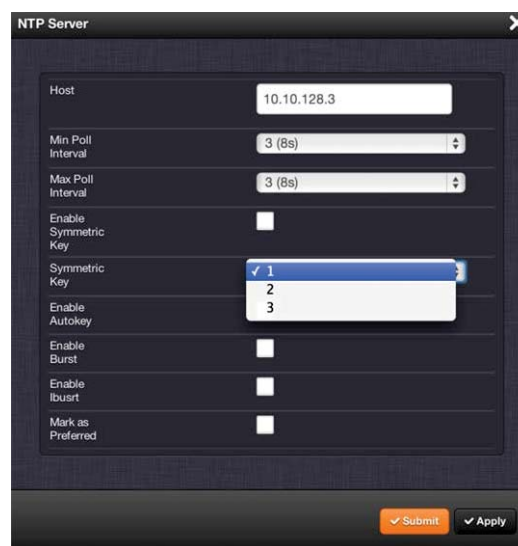 NTP Server
Host
10.10.128.3
Min Poll
Interval
3 (8s)
Max Poll
Interval
3 (8s)
Enable
Symmetric
Key
Symmetric
Key
✓ 1
2
3
Enable
Autokey
Enable
Burst
Enable
Ibusrt
Mark as
Preferred
✓ Submit
✓ Apply